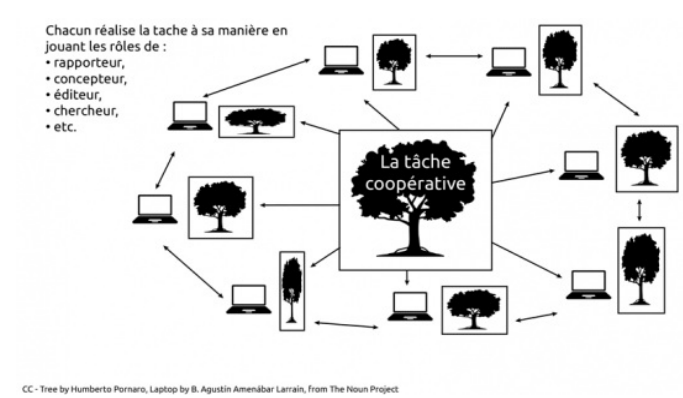 Chacun réalise la tache à sa manière en
jouant les rôles de :
• rapporteur,
• concepteur,
• éditeur,
• chercheur,
• etc.
La tâche
coopérative
CC - Tree by Humberto Pornaro, Laptop by B. Agustín Amenábar Larraín, from The Noun Project